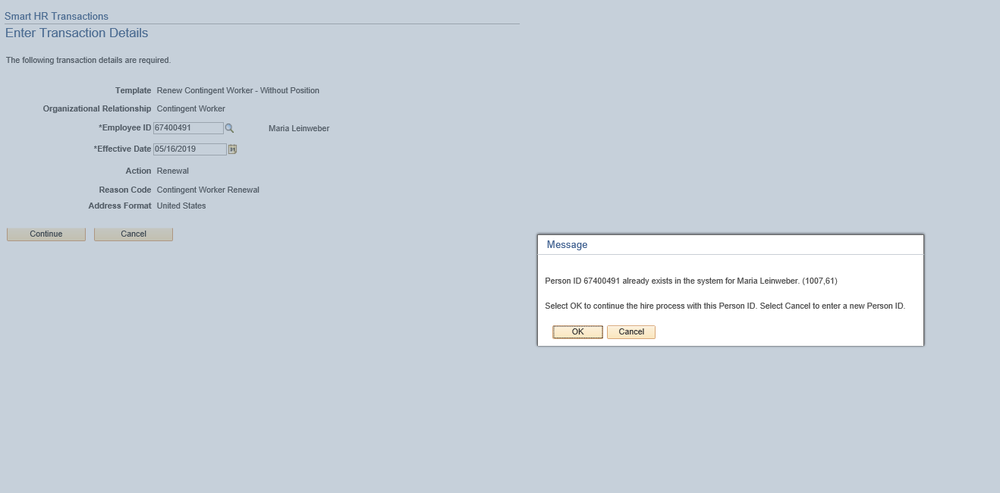 Smart HR Transactions
Enter Transaction Details
The following transaction details are required.
Template Renew Contingent Worker - Without Position
Organizational Relationship Contingent Worker
*Employee ID 67400491 Maria Leinweber
*Effective Date 05/16/2019
Action Renewal
Reason Code Contingent Worker Renewal
Address Format United States
Continue Cancel
Message
Person ID 67400491 already exists in the system for Maria Leinweber. (1007,61)
Select OK to continue the hire process with this Person ID. Select Cancel to enter a new Person ID.
OK Cancel